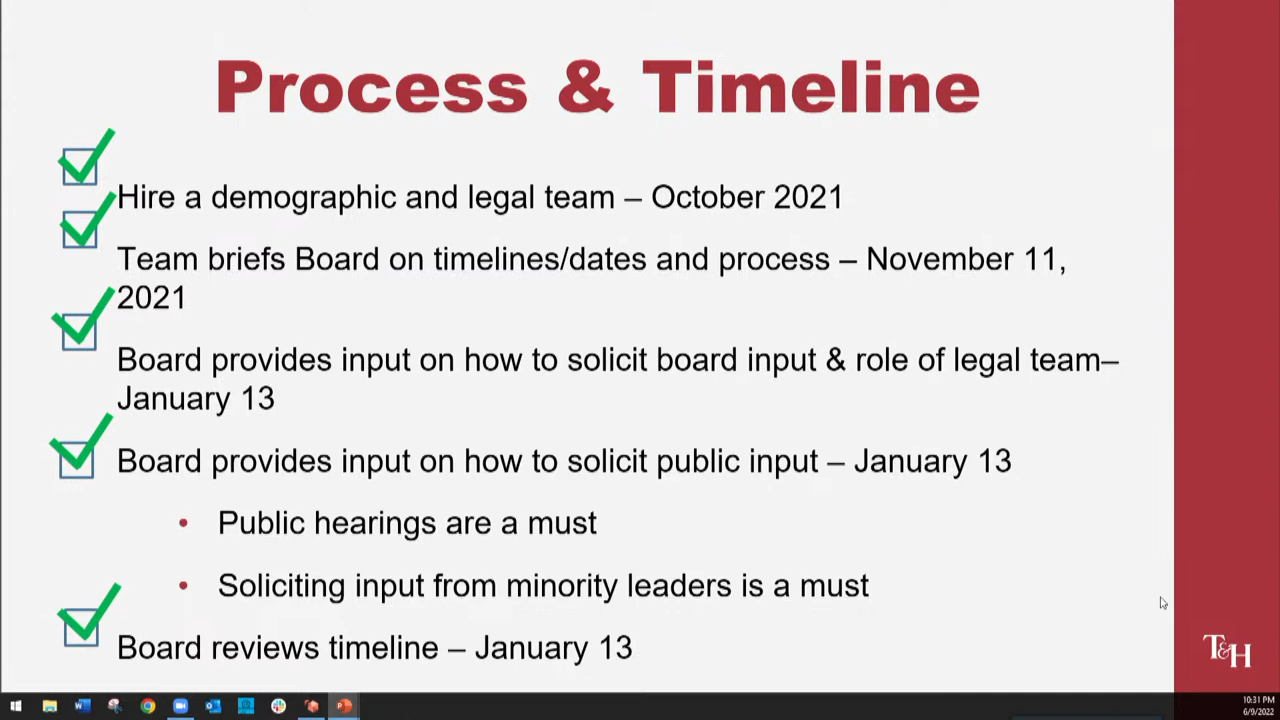 Process & Timeline
Hire a demographic and legal team – October 2021
Team briefs Board on timelines/dates and process – November 11,
2021
Board provides input on how to solicit board input & role of legal team–
January 13
Board provides input on how to solicit public input – January 13
• Public hearings are a must
• Soliciting input from minority leaders is a must
Board reviews timeline – January 13
T&H
10:31 PM
6/9/2022